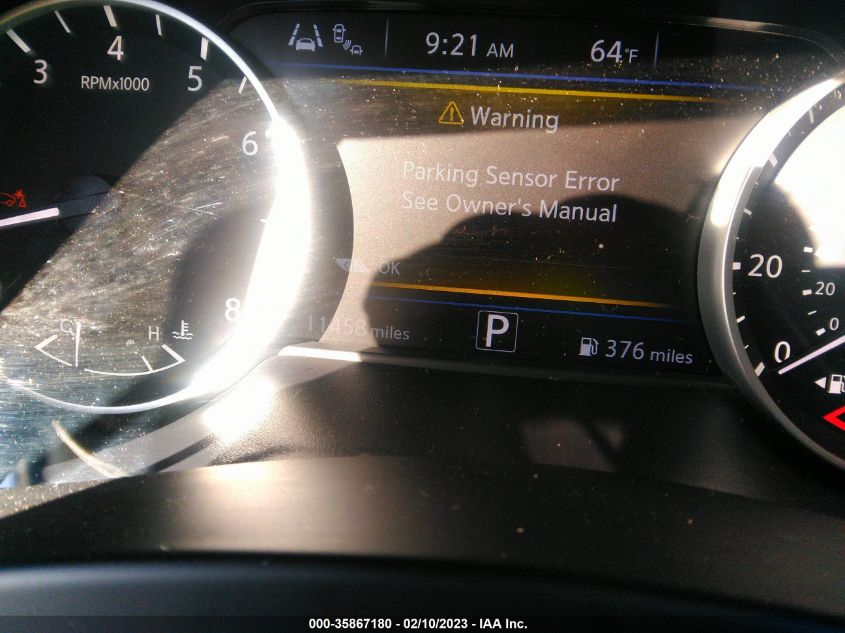 9:21 AM 64°F
3 4 5 6 8
RPMx1000
Warning
Parking Sensor Error
See Owner's Manual
OK
C H
11458 miles
P
376 miles
20 0
20 0
000-35867180 - 02/10/2023 - IAA Inc.